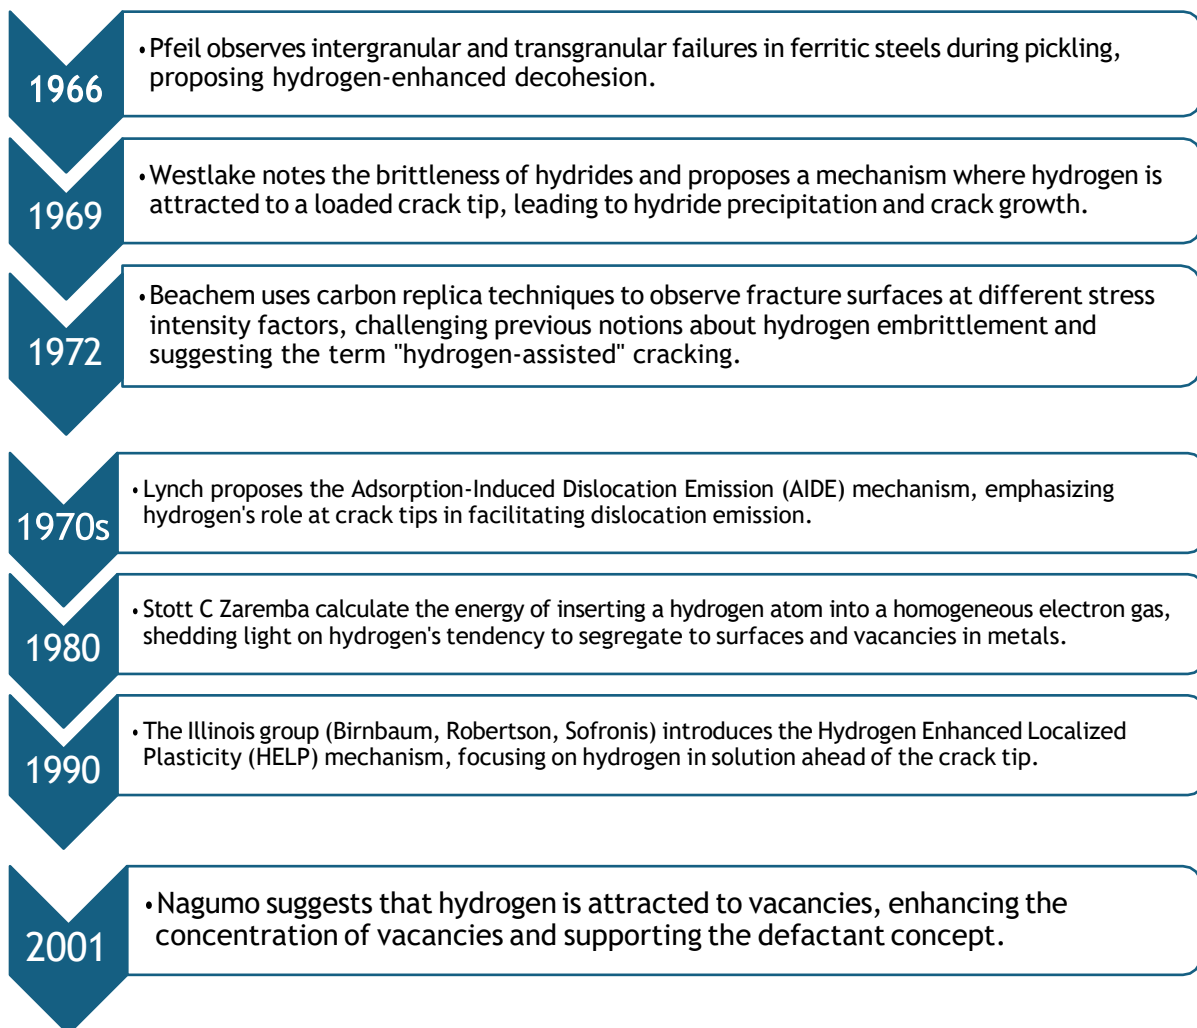 1966
• Pfeil observes intergranular and transgranular failures in ferritic steels during pickling,
proposing hydrogen-enhanced decohesion.
1969
• Westlake notes the brittleness of hydrides and proposes a mechanism where hydrogen is
attracted to a loaded crack tip, leading to hydride precipitation and crack growth.
1972
• Beachem uses carbon replica techniques to observe fracture surfaces at different stress
intensity factors, challenging previous notions about hydrogen embrittlement and
suggesting the term "hydrogen-assisted" cracking.
1970s
• Lynch proposes the Adsorption-Induced Dislocation Emission (AIDE) mechanism, emphasizing
hydrogen's role at crack tips in facilitating dislocation emission.
1980
• Stott C Zaremba calculate the energy of inserting a hydrogen atom into a homogeneous electron gas,
shedding light on hydrogen's tendency to segregate to surfaces and vacancies in metals.
1990
• The Illinois group (Birnbaum, Robertson, Sofronis) introduces the Hydrogen Enhanced Localized
Plasticity (HELP) mechanism, focusing on hydrogen in solution ahead of the crack tip.
2001
• Nagumo suggests that hydrogen is attracted to vacancies, enhancing the
concentration of vacancies and supporting the defactant concept.